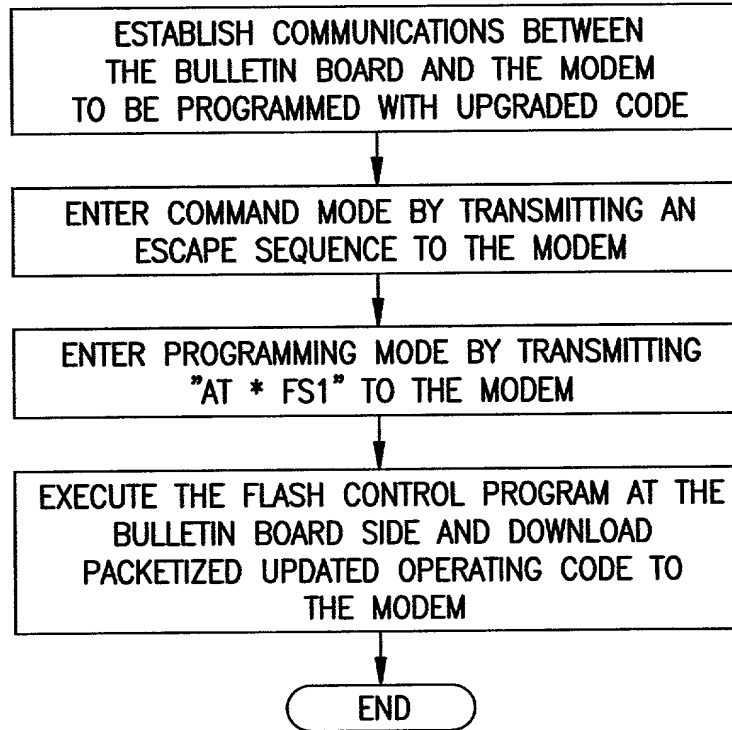 ESTABLISH COMMUNICATIONS BETWEEN
THE BULLETIN BOARD AND THE MODEM
TO BE PROGRAMMED WITH UPGRADED CODE
ENTER COMMAND MODE BY TRANSMITTING AN
ESCAPE SEQUENCE TO THE MODEM
ENTER PROGRAMMING MODE BY TRANSMITTING
"AT * FS1" TO THE MODEM
EXECUTE THE FLASH CONTROL PROGRAM AT THE
BULLETIN BOARD SIDE AND DOWNLOAD
PACKETIZED UPDATED OPERATING CODE TO
THE MODEM
END